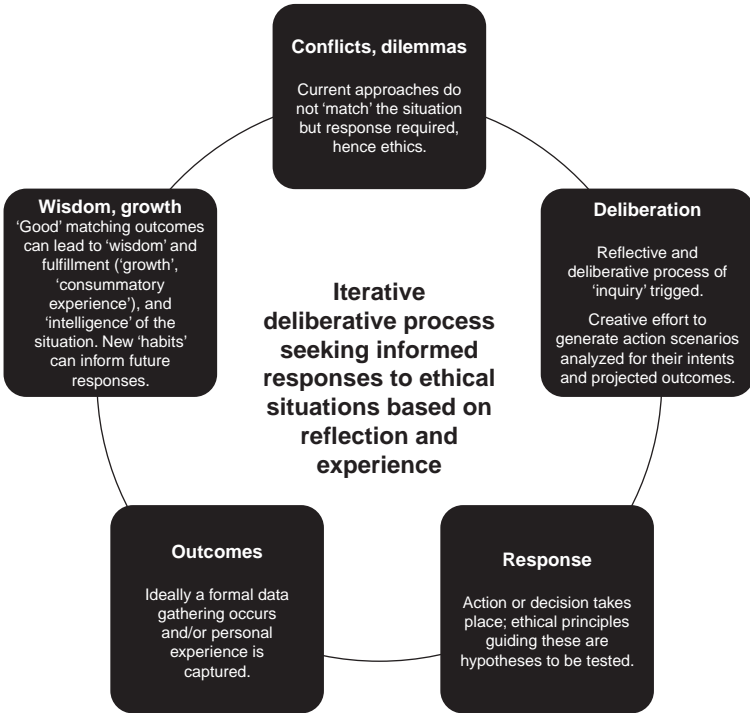 Conflicts, dilemmas
Current approaches do
not ‘match’ the situation
but response required,
hence ethics.
Deliberation
Reflective and
deliberative process of
‘inquiry’ trigged.
Creative effort to
generate action scenarios
analyzed for their intents
and projected outcomes.
Response
Action or decision takes
place; ethical principles
guiding these are
hypotheses to be tested.
Outcomes
Ideally a formal data
gathering occurs
and/or personal
experience is
captured.
Wisdom, growth
‘Good’ matching outcomes
can lead to ‘wisdom’ and
fulfillment (‘growth’,
‘consummatory
experience’), and
‘intelligence’ of the
situation. New ‘habits’
can inform future
responses.
Iterative
deliberative process
seeking informed
responses to ethical
situations based on
reflection and
experience